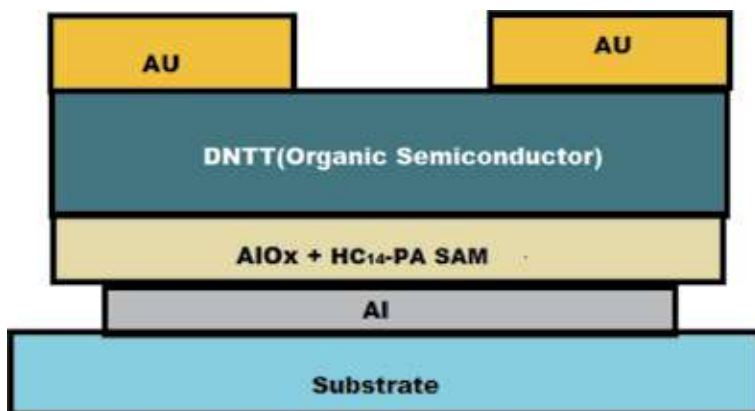 AU
AU
DNTT(Organic Semiconductor)
AlOx + HC₁₄-PA SAM
Al
Substrate